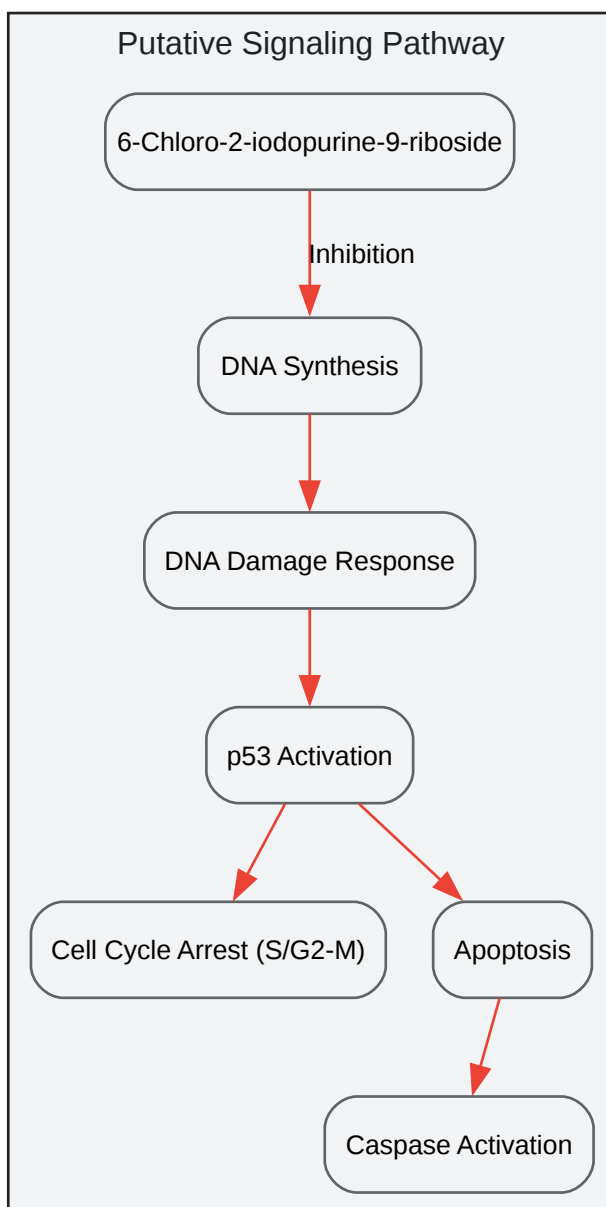 Putative Signaling Pathway
6-Chloro-2-iodopurine-9-riboside
Inhibition
DNA Synthesis
DNA Damage Response
p53 Activation
Cell Cycle Arrest (S/G2-M)
Apoptosis
Caspase Activation